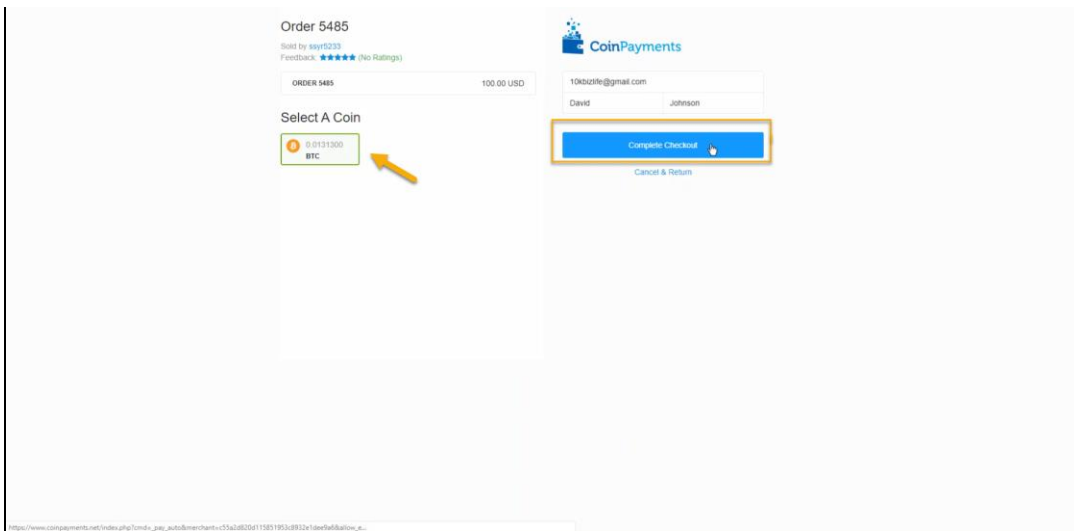 Order 5485
Sold by ssyr5233
Feedback: ★★★★★ (No Ratings)
ORDER 5485 100.00 USD
Select A Coin
0.0131300
BTC
CoinPayments
10kbizlife@gmail.com
David Johnson
Complete Checkout
Cancel & Return